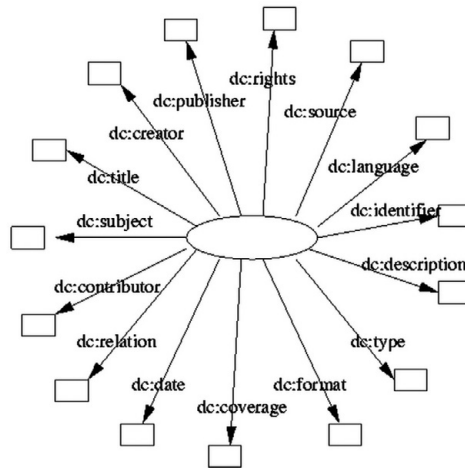 dc:rights
dc:publisher
dc:source
dc:creator
dc:language
dc:title
dc:identifier
dc:subject
dc:description
dc:contributor
dc:relation
dc:type
dc:date
dc:format
dc:coverage